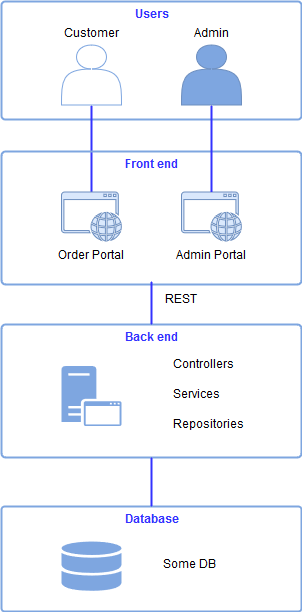 Users
Customer
Admin
Front end
Order Portal
Admin Portal
REST
Back end
Controllers
Services
Repositories
Database
Some DB